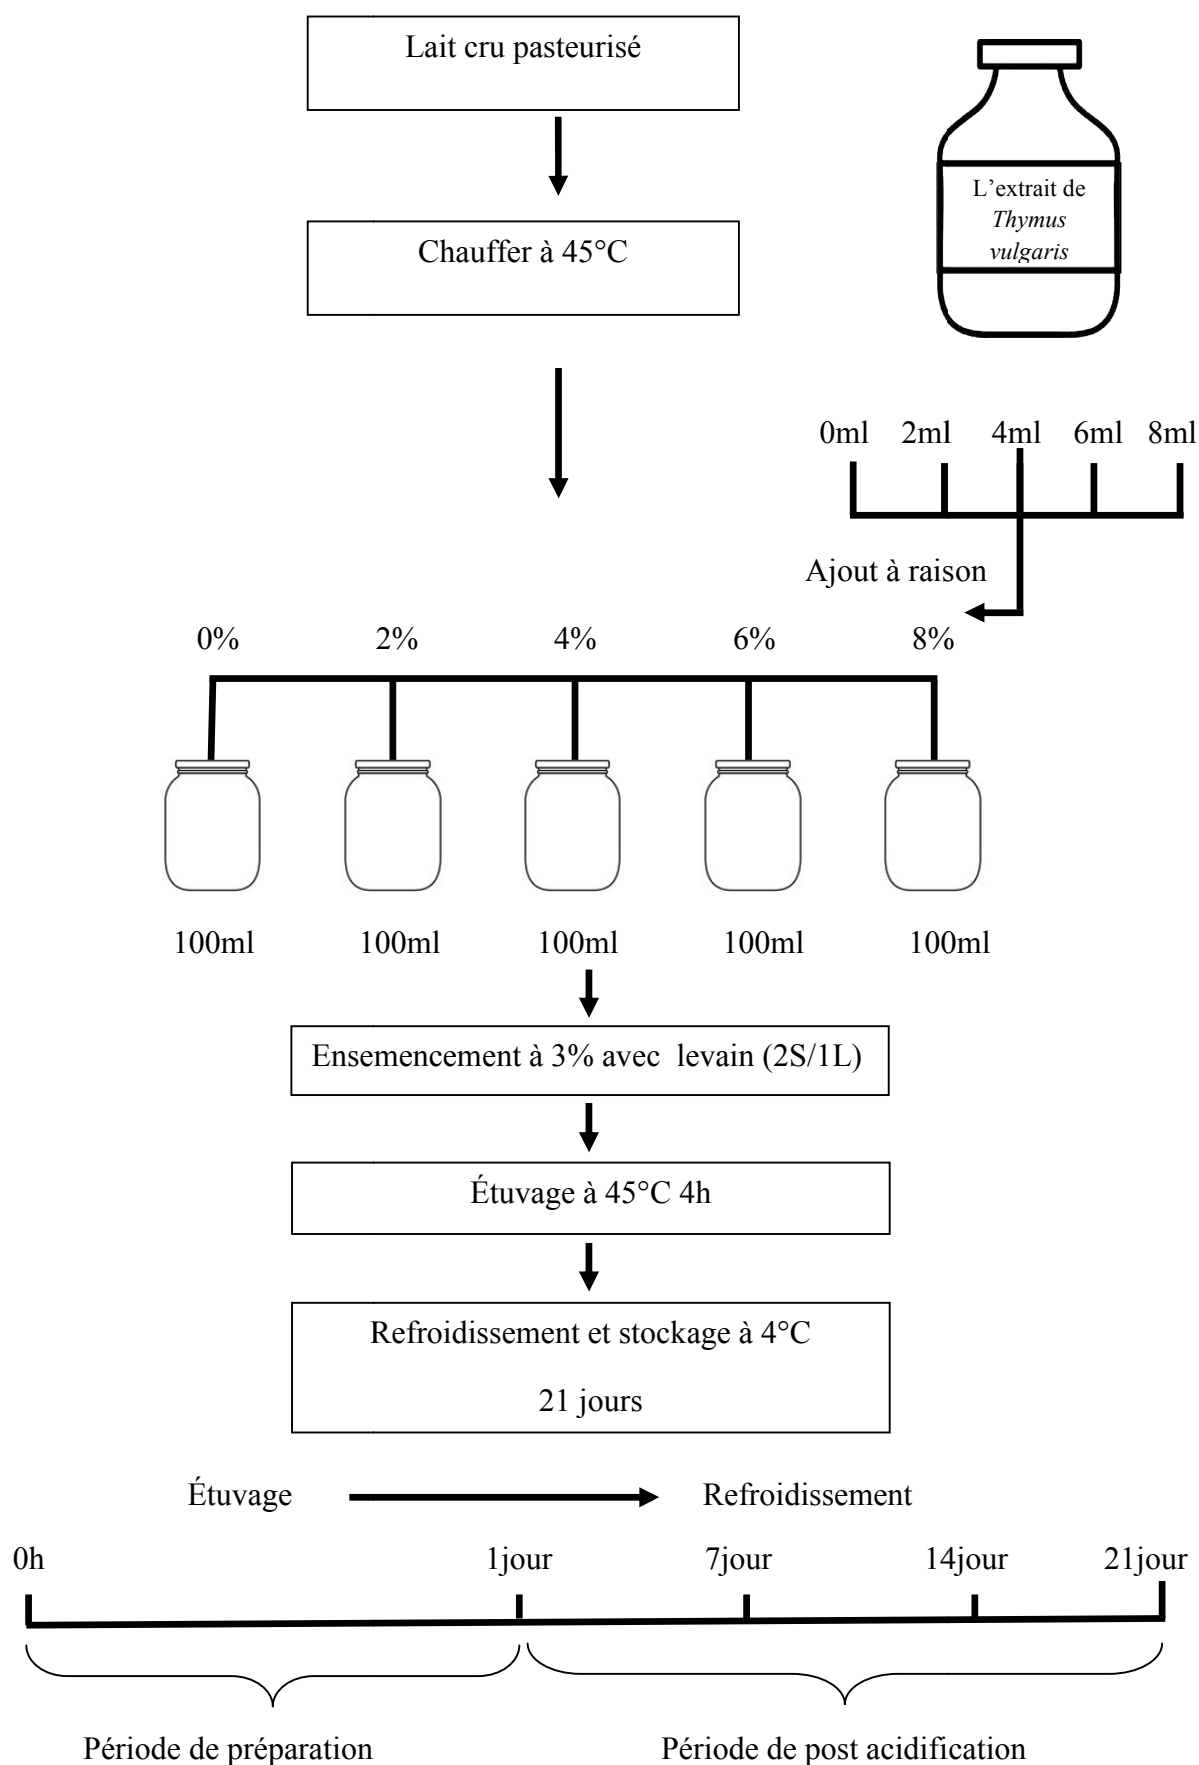 Lait cru pasteurisé
L’extrait de
Thymus
vulgaris
Chauffer à 45°C
0ml 2ml 4ml 6ml 8ml
Ajout à raison
0% 2% 4% 6% 8%
100ml 100ml 100ml 100ml 100ml
Ensemencement à 3% avec levain (2S/1L)
Étuvage à 45°C 4h
Refroidissement et stockage à 4°C
21 jours
Étuvage Refroidissement
0h 1jour 7jour 14jour 21jour
Période de préparation Période de post acidification